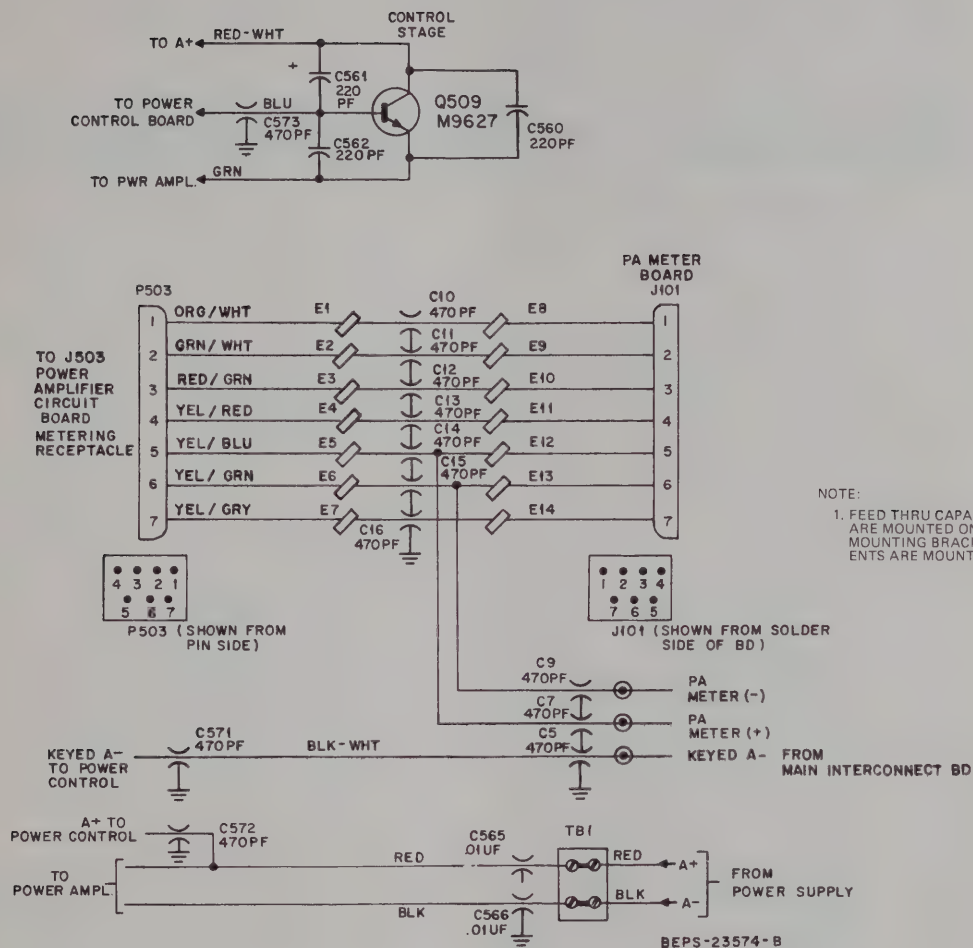 CONTROL
STAGE
TO A+
RED-WHT
+
C561
220
PF
TO POWER
CONTROL BOARD
BLU
C573
470PF
Q509
M9627
C560
220PF
C562
220PF
TO PWR AMPL.
GRN
PA METER
BOARD
J101
P503
TO J503
POWER
AMPLIFIER
CIRCUIT
BOARD
METERING
RECEPTACLE
1 ORG/WHT E1 C10 470PF E8 1
2 GRN/WHT E2 C11 470PF E9 2
3 RED/GRN E3 C12 470PF E10 3
4 YEL/RED E4 C13 470PF E11 4
5 YEL/BLU E5 C14 470PF E12 5
6 YEL/GRN E6 C15 470PF E13 6
7 YEL/GRY E7 C16 470PF E14 7
NOTE:
1. FEED THRU CAPA
ARE MOUNTED ON
MOUNTING BRACK
ENTS ARE MOUNT
4 3 2 1
5 6 7
P503 (SHOWN FROM
PIN SIDE)
1 2 3 4
7 6 5
J101 (SHOWN FROM SOLDER
SIDE OF BD)
C9
470PF
PA
METER (-)
C7
470PF
PA
METER (+)
C5
470PF
KEYED A- FROM
MAIN INTERCONNECT BD
KEYED A-
TO POWER
CONTROL
C571
470PF
BLK-WHT
A+ TO
POWER CONTROL
C572
470PF
TO
POWER AMPL.
RED
C565
.01UF
TB1
RED
A+
BLK
C566
.01UF
BLK
A-
FROM
POWER SUPPLY
BEPS-23574-B